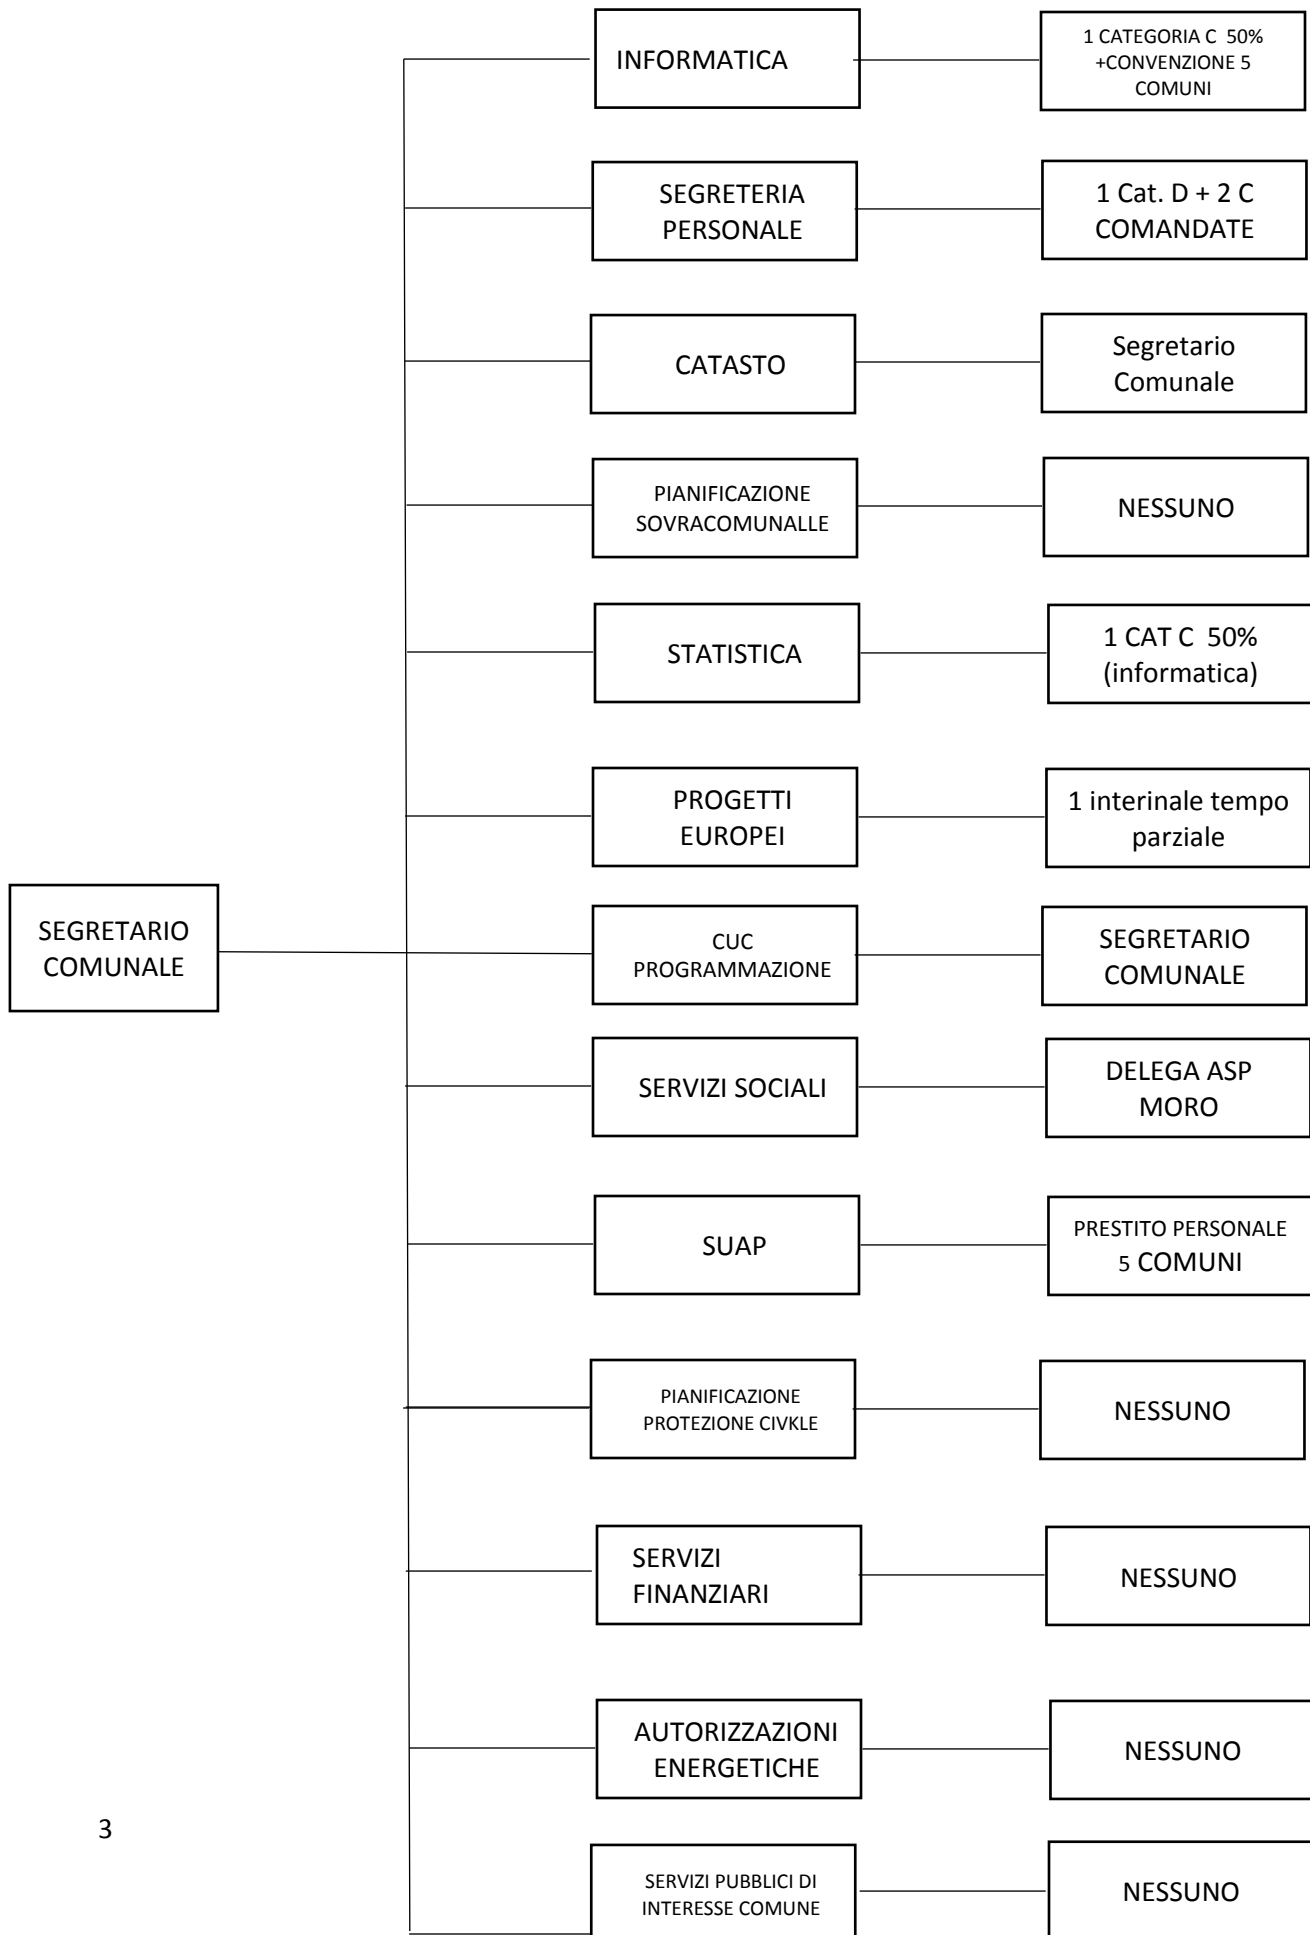 INFORMATICA
1 CATEGORIA C  50%
+CONVENZIONE 5
COMUNI
SEGRETERIA
PERSONALE
1 Cat. D + 2 C
COMANDATE
CATASTO
Segretario
Comunale
PIANIFICAZIONE
SOVRACOMUNALLE
NESSUNO
STATISTICA
1 CAT C  50%
(informatica)
PROGETTI
EUROPEI
1 interinale tempo
parziale
SEGRETARIO
COMUNALE
CUC
PROGRAMMAZIONE
SEGRETARIO
COMUNALE
SERVIZI SOCIALI
DELEGA ASP
MORO
SUAP
PRESTITO PERSONALE
5 COMUNI
PIANIFICAZIONE
PROTEZIONE CIVKLE
NESSUNO
SERVIZI
FINANZIARI
NESSUNO
AUTORIZZAZIONI
ENERGETICHE
NESSUNO
3
SERVIZI PUBBLICI DI
INTERESSE COMUNE
NESSUNO